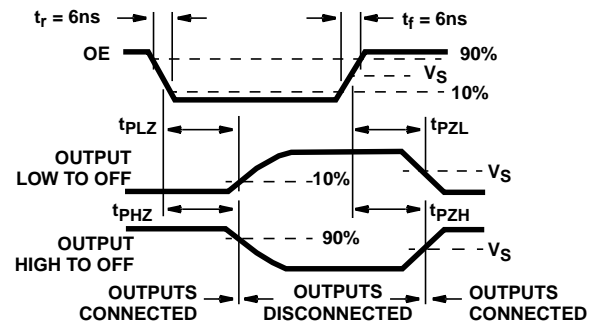 tr = 6ns
tf = 6ns
OE
90%
VS
10%
tPLZ
tPZL
OUTPUT
LOW TO OFF
10%
VS
tPHZ
tPZH
OUTPUT
HIGH TO OFF
90%
VS
OUTPUTS
CONNECTED
OUTPUTS
DISCONNECTED
OUTPUTS
CONNECTED